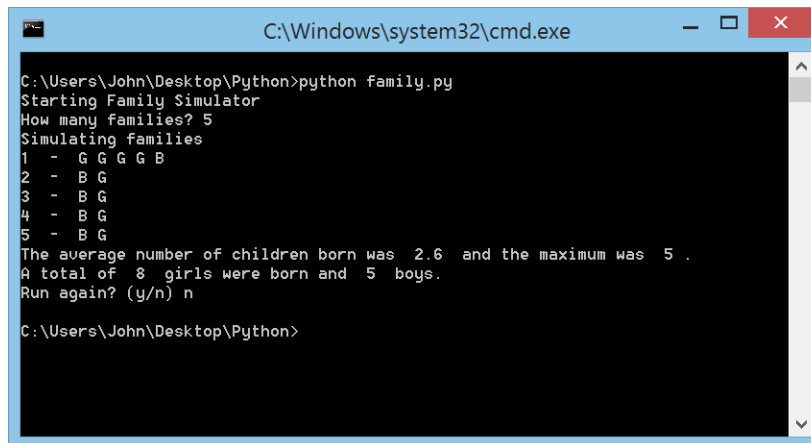 C:\Windows\system32\cmd.exe
C:\Users\John\Desktop\Python>python family.py
Starting Family Simulator
How many families? 5
Simulating families
1  -  G G G G B
2  -  B G
3  -  B G
4  -  B G
5  -  B G
The average number of children born was  2.6  and the maximum was  5 .
A total of  8  girls were born and  5  boys.
Run again? (y/n) n
C:\Users\John\Desktop\Python>